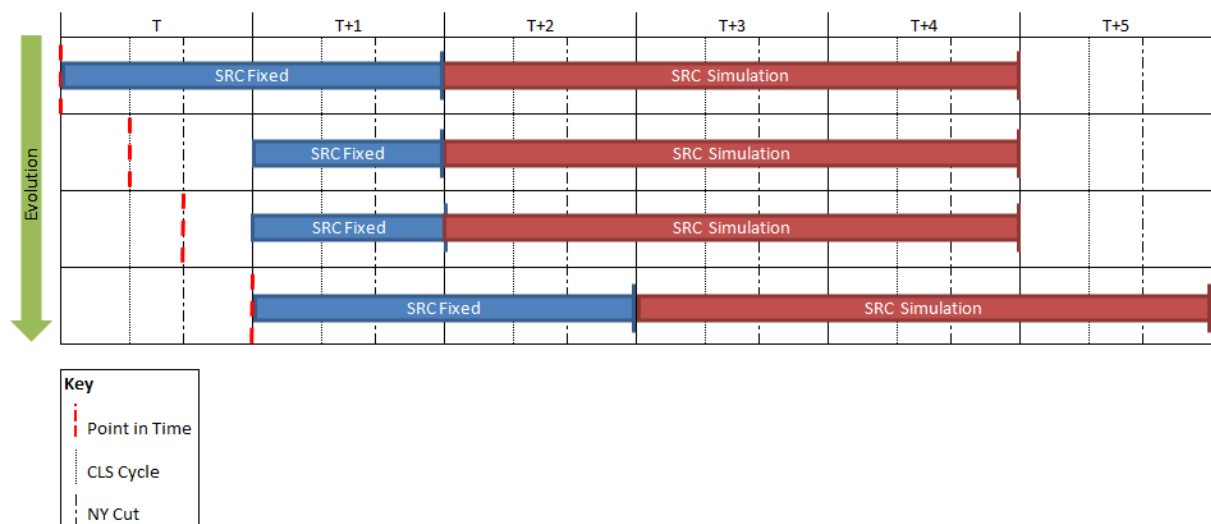 T T+1 T+2 T+3 T+4 T+5
Evolution
SRC Fixed SRC Simulation
SRC Fixed SRC Simulation
SRC Fixed SRC Simulation
SRC Fixed SRC Simulation
Key
Point in Time
CLS Cycle
NY Cut